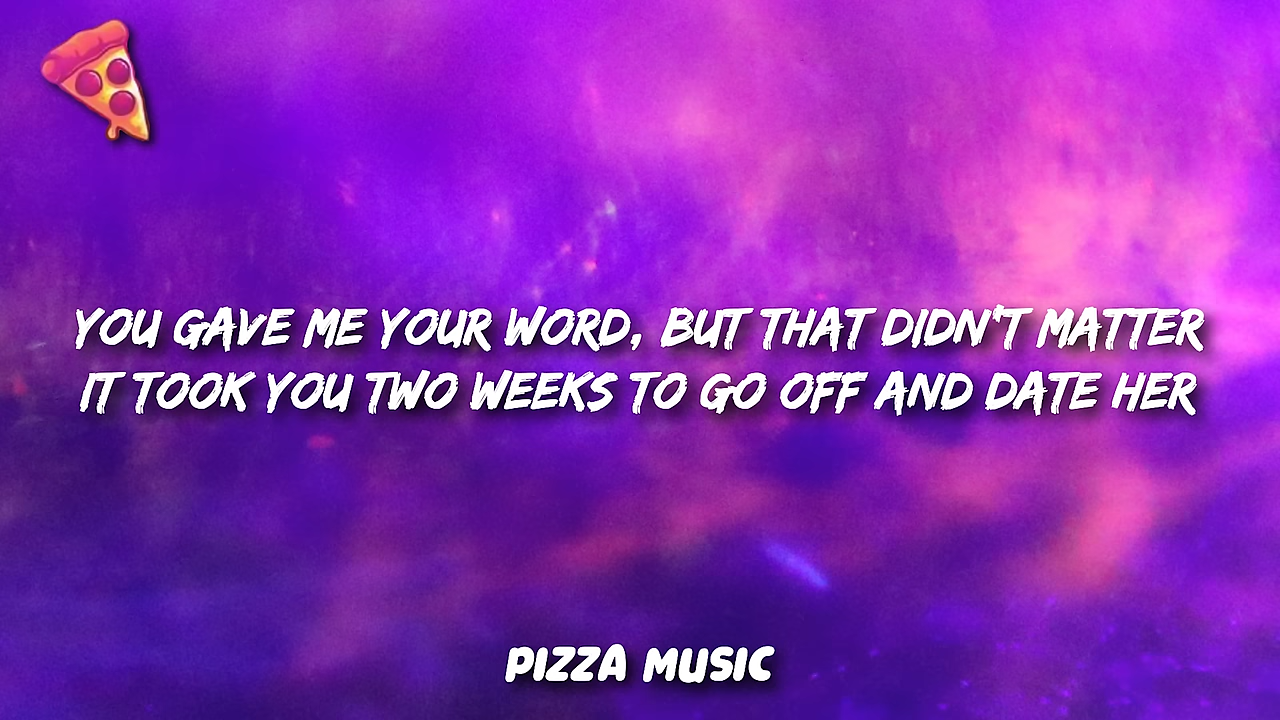 YOU GAVE ME YOUR WORD, BUT THAT DIDN'T MATTER
IT TOOK YOU TWO WEEKS TO GO OFF AND DATE HER
PIZZA MUSIC